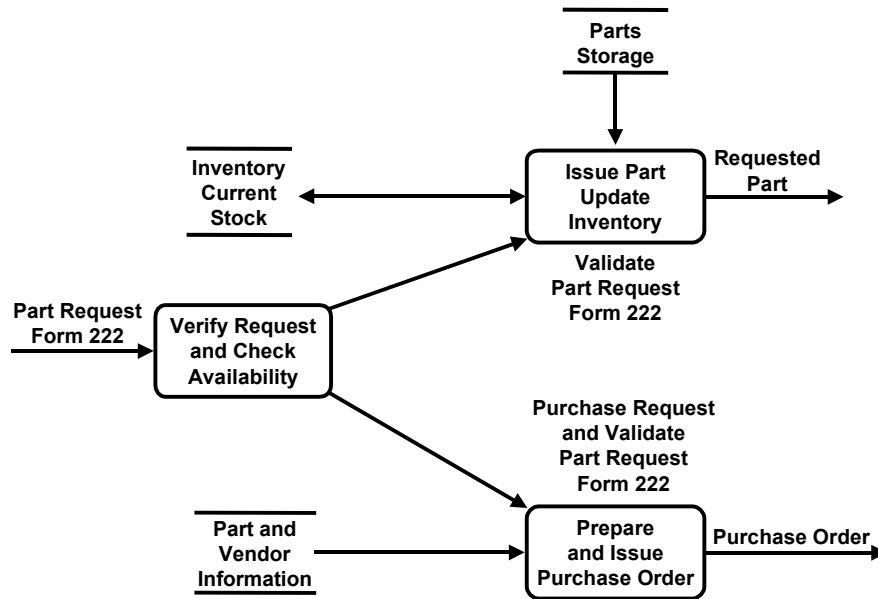 Parts
Storage
Inventory
Current
Stock
Issue Part
Update
Inventory
Requested
Part
Validate
Part Request
Form 222
Part Request
Form 222
Verify Request
and Check
Availability
Purchase Request
and Validate
Part Request
Form 222
Part and
Vendor
Information
Prepare
and Issue
Purchase Order
Purchase Order